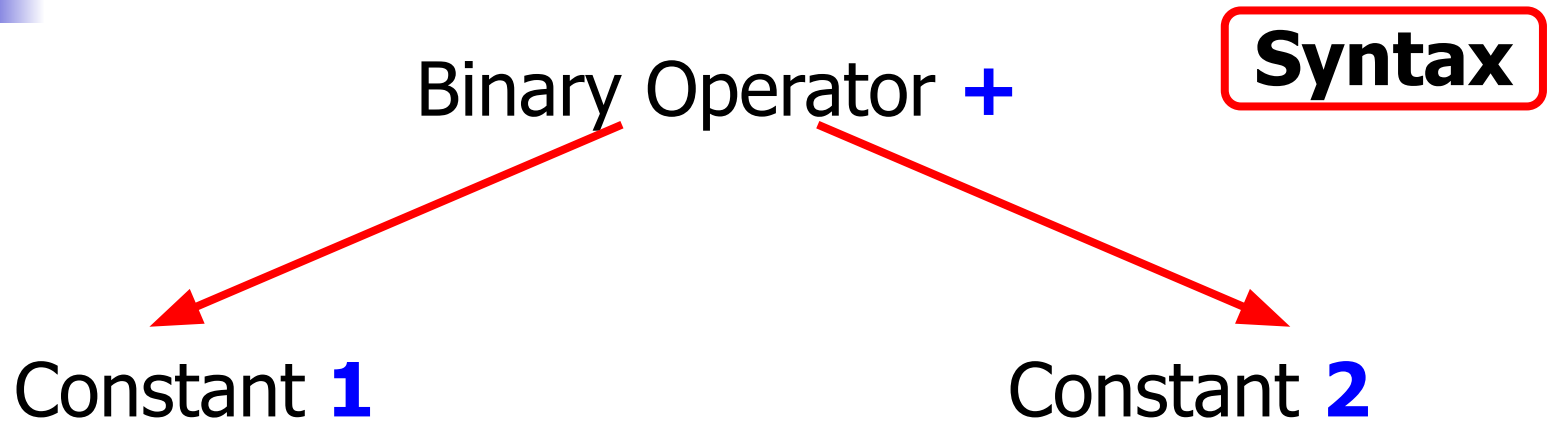 Syntax
Binary Operator +
Constant 1
Constant 2